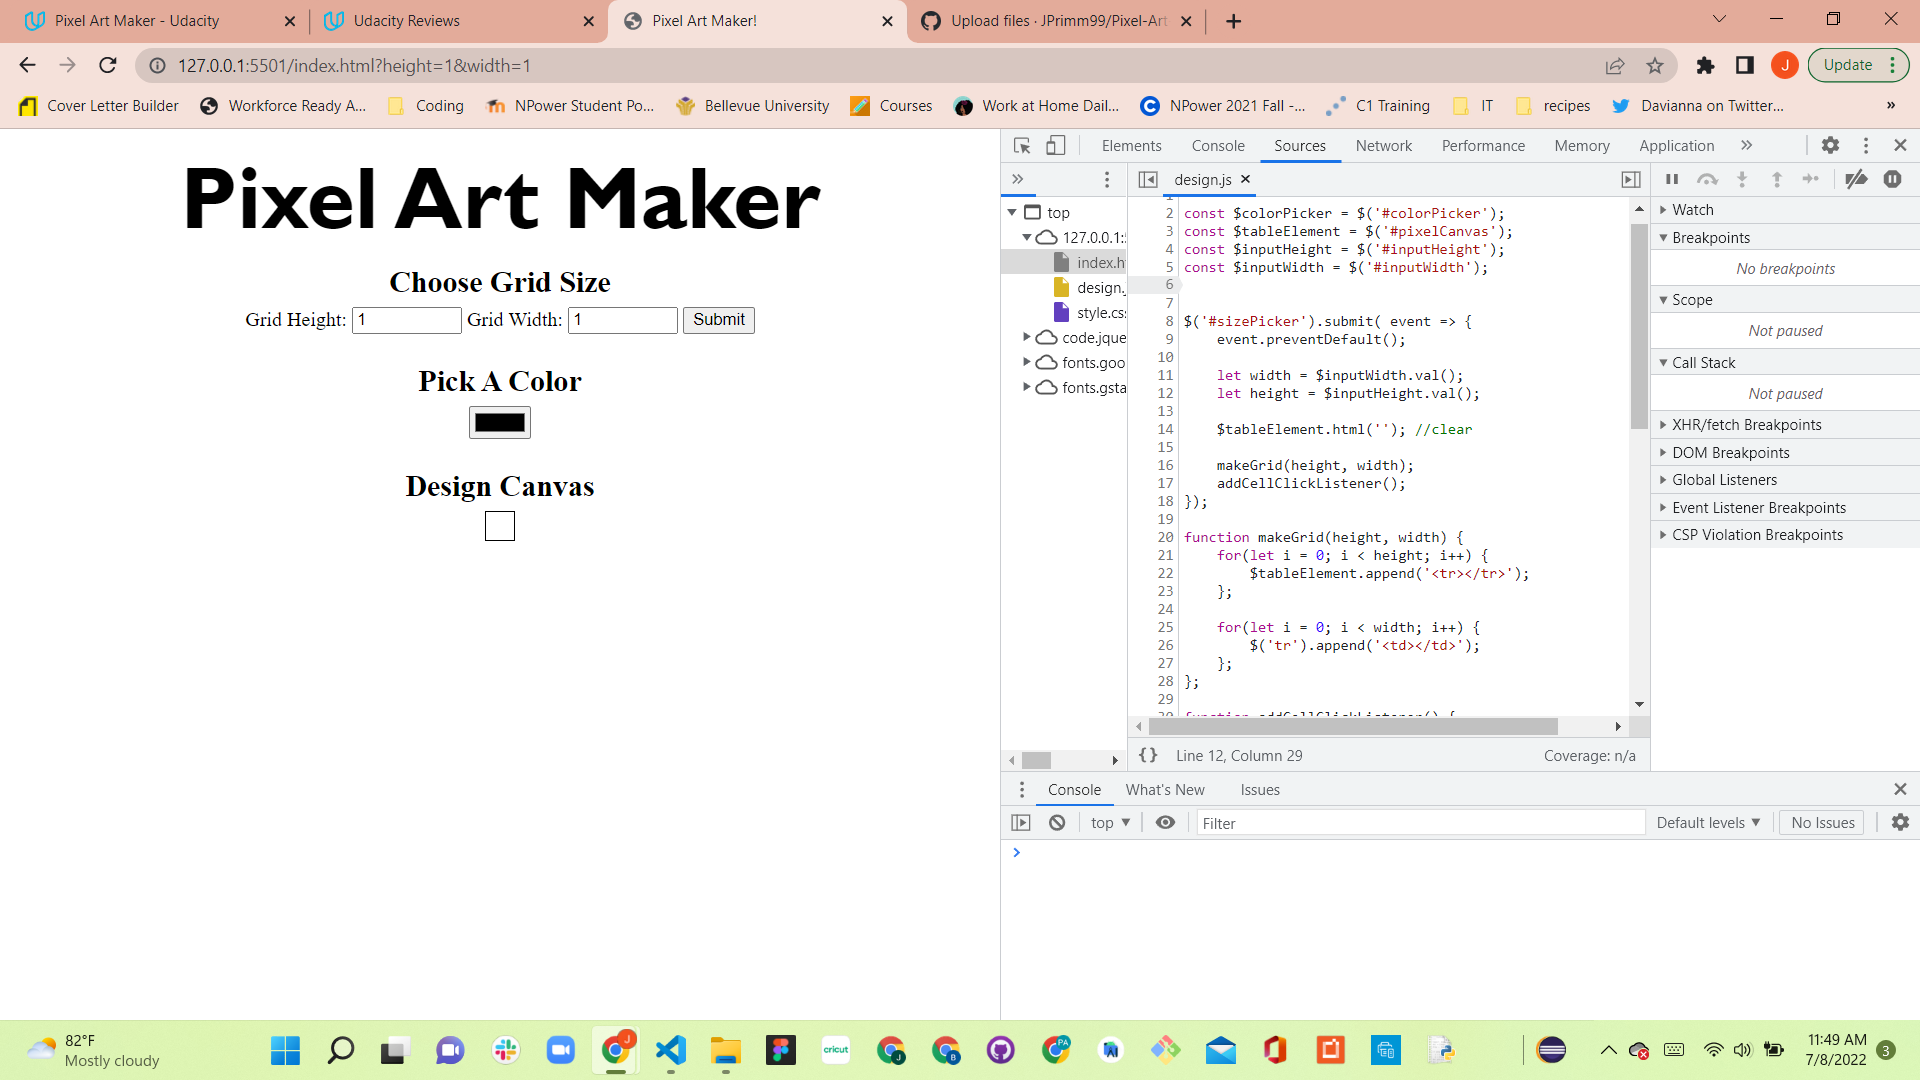 Pixel Art Maker - Udacity
Udacity Reviews
Pixel Art Maker!
Upload files · JPrimm99/Pixel-Art
127.0.0.1:5501/index.html?height=1&width=1
J
Update
Cover Letter Builder
Workforce Ready A...
Coding
NPower Student Po...
Bellevue University
Courses
Work at Home Dail...
NPower 2021 Fall -...
C1 Training
IT
recipes
Davianna on Twitter...
»
Pixel Art Maker
Choose Grid Size
Grid Height: 1 Grid Width: 1 Submit
Pick A Color
Design Canvas
Elements Console Sources Network Performance Memory Application »
»
design.js
top
127.0.0.1:
index.h
design.
style.cs
code.jque
fonts.goo
fonts.gsta
2 const $colorPicker = $('#colorPicker');
3 const $tableElement = $('#pixelCanvas');
4 const $inputHeight = $('#inputHeight');
5 const $inputWidth = $('#inputWidth');
6
7
8 $('#sizePicker').submit( event => {
9 event.preventDefault();
10
11 let width = $inputWidth.val();
12 let height = $inputHeight.val();
13
14 $tableElement.html(''); //clear
15
16 makeGrid(height, width);
17 addCellClickListener();
18 });
19
20 function makeGrid(height, width) {
21 for(let i = 0; i < height; i++) {
22 $tableElement.append('<tr></tr>');
23 };
24
25 for(let i = 0; i < width; i++) {
26 $('tr').append('<td></td>');
27 };
28 };
29
30 function addCellClickListener() {
{} Line 12, Column 29 Coverage: n/a
Watch
Breakpoints
No breakpoints
Scope
Not paused
Call Stack
Not paused
XHR/fetch Breakpoints
DOM Breakpoints
Global Listeners
Event Listener Breakpoints
CSP Violation Breakpoints
Console What's New Issues
top Filter Default levels No Issues
82°F
Mostly cloudy
J
cricut
J
B
PA
11:49 AM
7/8/2022
3